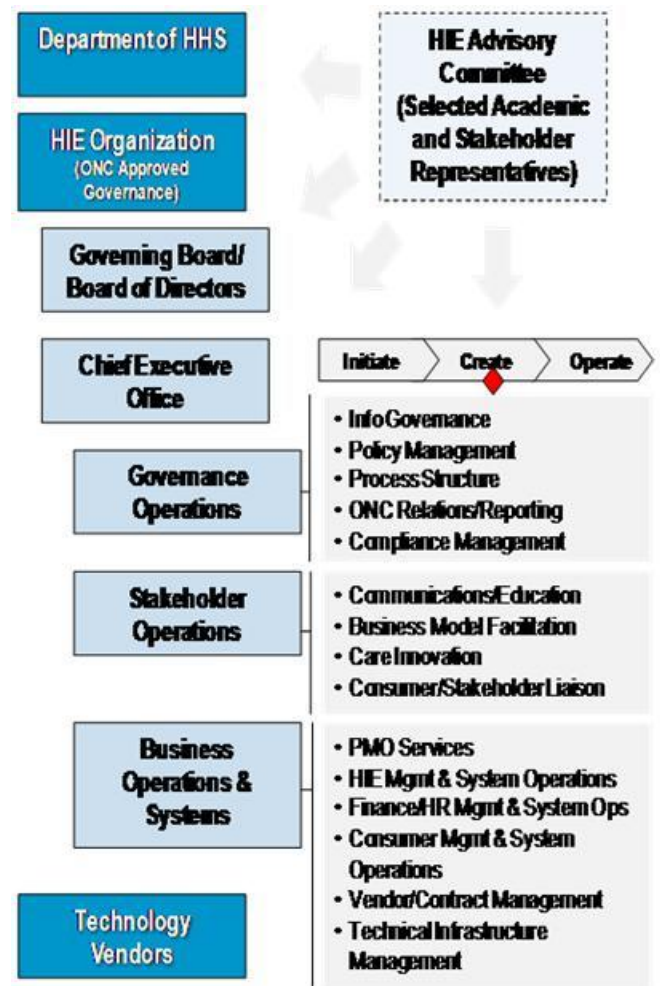 Department of HHS
HIE Advisory
Committee
(Selected Academic
and Stakeholder
Representatives)
HIE Organization
(ONC Approved
Governance)
Governing Board/
Board of Directors
Chief Executive
Office
Initiate
Create
Operate
Governance
Operations
• Info Governance
• Policy Management
• Process Structure
• ONC Relations/Reporting
• Compliance Management
Stakeholder
Operations
• Communications/Education
• Business Model Facilitation
• Care Innovation
• Consumer/Stakeholder Liaison
Business
Operations &
Systems
• PMO Services
• HIE Mgmt & System Operations
• Finance/HR Mgmt & System Ops
• Consumer Mgmt & System
Operations
• Vendor/Contract Management
• Technical Infrastructure
Management
Technology
Vendors